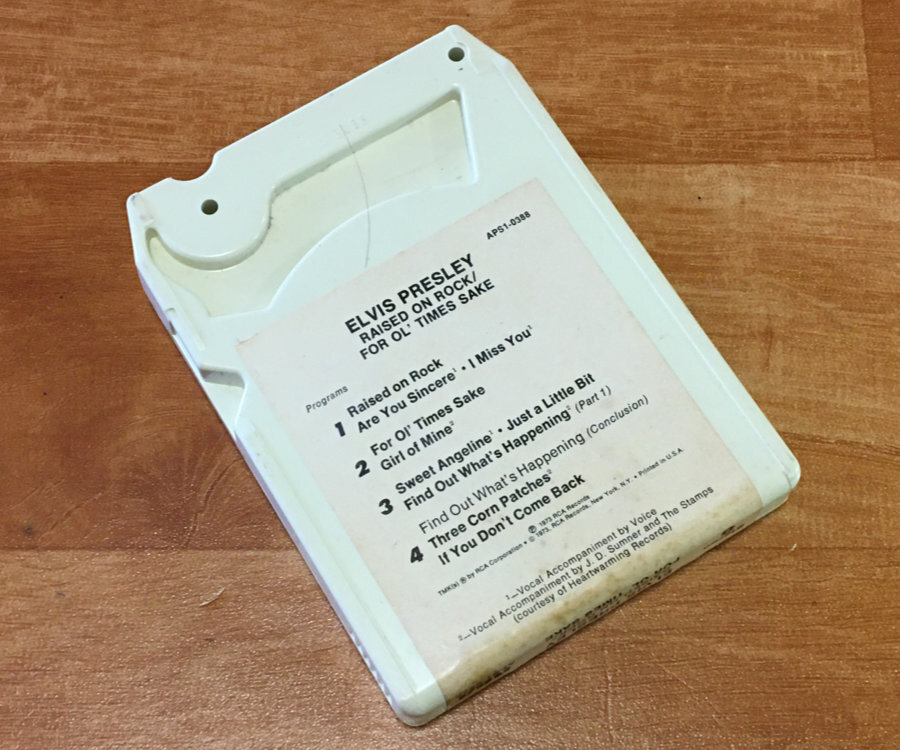 APS1-0388
ELVIS PRESLEY
RAISED ON ROCK/
FOR OL' TIMES SAKE
Programs
1 Raised on Rock
Are You Sincere¹ • I Miss You¹
2 For Ol' Times Sake
Girl of Mine²
3 Sweet Angeline¹ • Just a Little Bit
Find Out What's Happening² (Part 1)
Find Out What's Happening (Conclusion)
4 Three Corn Patches²
If You Don't Come Back
℗ 1973 RCA Records
TMK(s) ® by RCA Corporation • © 1973, RCA Records, New York, N.Y. • Printed in U.S.A.
¹—Vocal Accompaniment by Voice
²—Vocal Accompaniment by J. D. Sumner and The Stamps
(courtesy of Heartwarming Records)